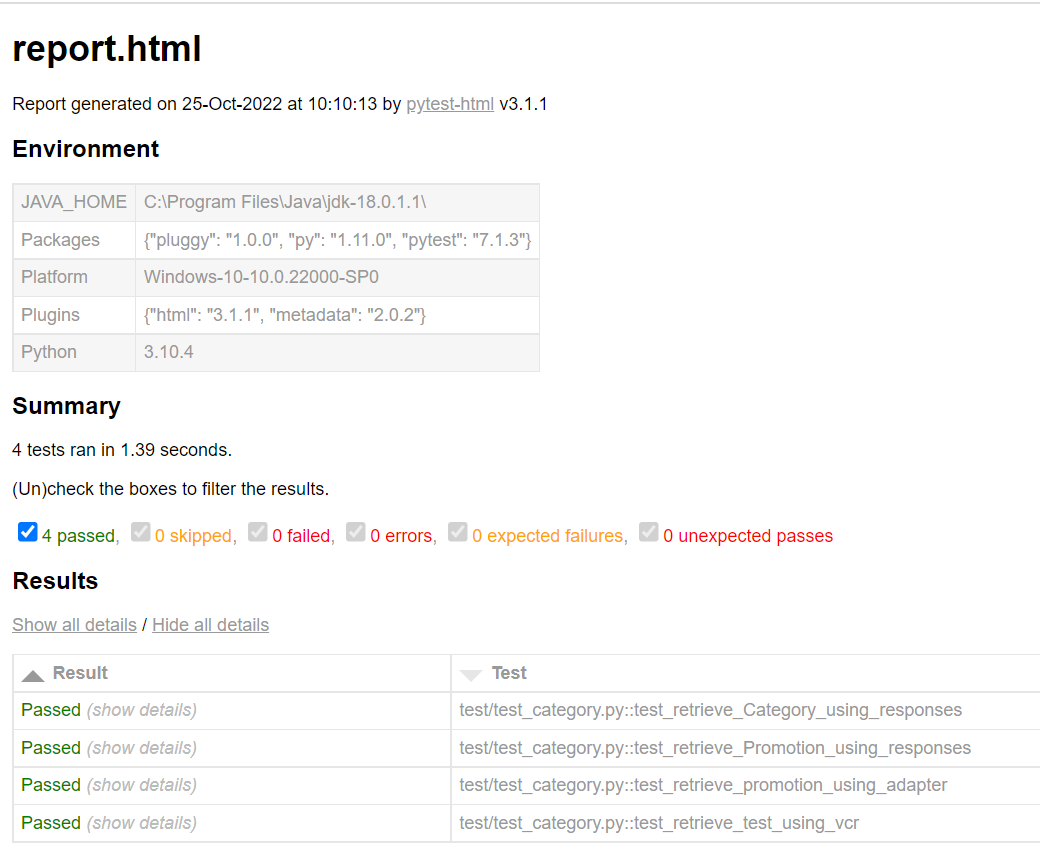 report.html
Report generated on 25-Oct-2022 at 10:10:13 by pytest-html v3.1.1
Environment
JAVA_HOME C:\Program Files\Java\jdk-18.0.1.1\
Packages {"pluggy": "1.0.0", "py": "1.11.0", "pytest": "7.1.3"}
Platform Windows-10-10.0.22000-SP0
Plugins {"html": "3.1.1", "metadata": "2.0.2"}
Python 3.10.4
Summary
4 tests ran in 1.39 seconds.
(Un)check the boxes to filter the results.
4 passed, 0 skipped, 0 failed, 0 errors, 0 expected failures, 0 unexpected passes
Results
Show all details / Hide all details
Result Test
Passed (show details) test/test_category.py::test_retrieve_Category_using_responses
Passed (show details) test/test_category.py::test_retrieve_Promotion_using_responses
Passed (show details) test/test_category.py::test_retrieve_promotion_using_adapter
Passed (show details) test/test_category.py::test_retrieve_test_using_vcr